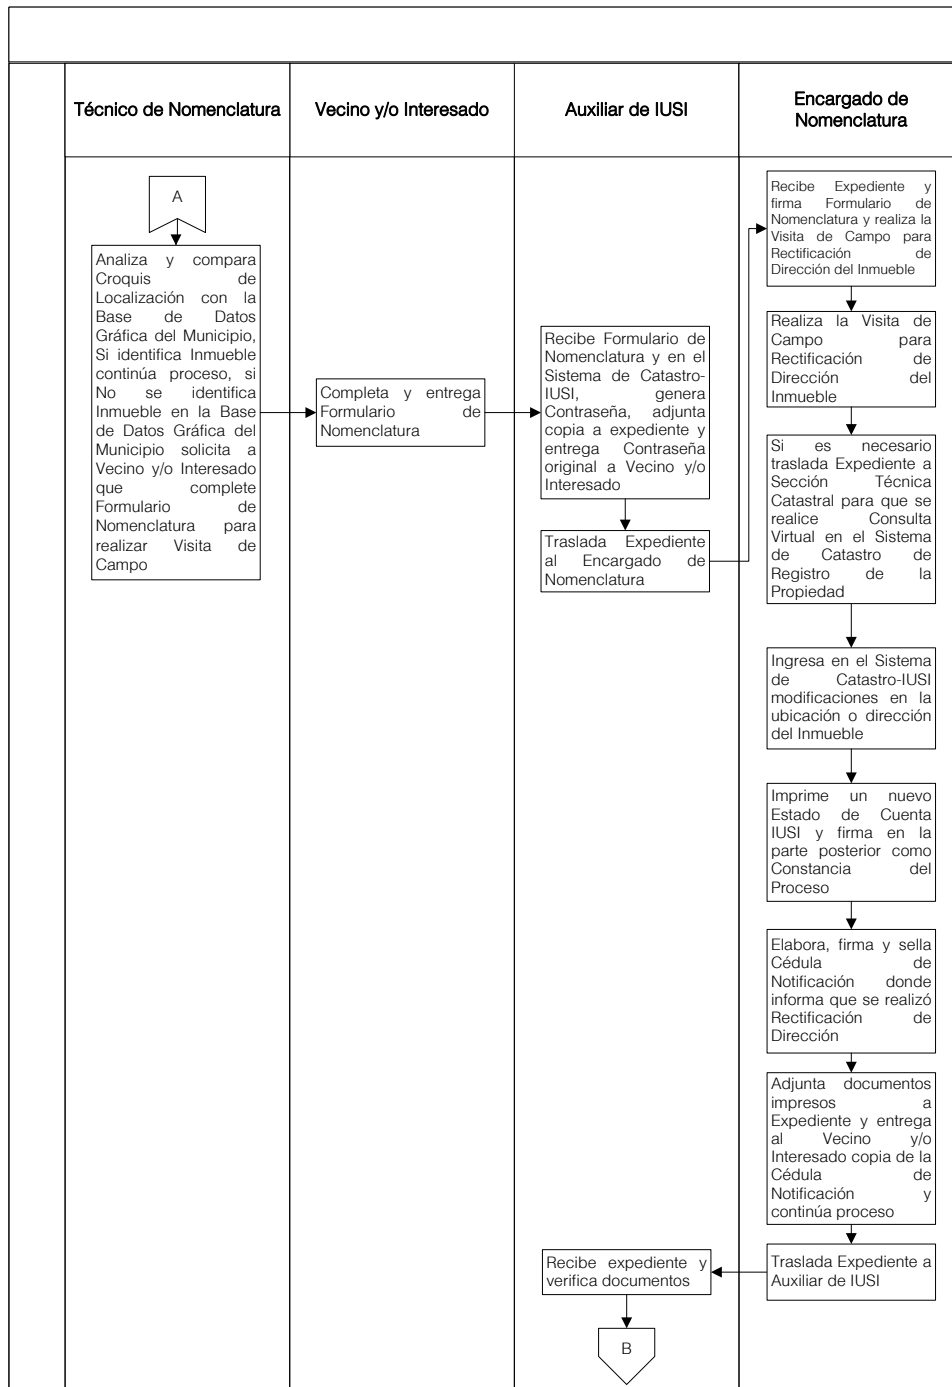 Técnico de Nomenclatura
Vecino y/o Interesado
Auxiliar de IUSI
Encargado de
Nomenclatura
A
Analiza y compara
Croquis de
Localización con la
Base de Datos
Gráfica del Municipio,
Si identifica Inmueble
continúa proceso, si
No se identifica
Inmueble en la Base
de Datos Gráfica del
Municipio solicita a
Vecino y/o Interesado
que complete
Formulario de
Nomenclatura para
realizar Visita de
Campo
Completa y entrega
Formulario de
Nomenclatura
Recibe Formulario de
Nomenclatura y en el
Sistema de Catastro-
IUSI, genera
Contraseña, adjunta
copia a expediente y
entrega Contraseña
original a Vecino y/o
Interesado
Traslada Expediente
al Encargado de
Nomenclatura
Recibe Expediente y
firma Formulario de
Nomenclatura y realiza la
Visita de Campo para
Rectificación de
Dirección del Inmueble
Realiza la Visita de
Campo para
Rectificación de
Dirección del
Inmueble
Si es necesario
traslada Expediente a
Sección Técnica
Catastral para que se
realice Consulta
Virtual en el Sistema
de Catastro de
Registro de la
Propiedad
Ingresa en el Sistema
de Catastro-IUSI
modificaciones en la
ubicación o dirección
del Inmueble
Imprime un nuevo
Estado de Cuenta
IUSI y firma en la
parte posterior como
Constancia del
Proceso
Elabora, firma y sella
Cédula de
Notificación donde
informa que se realizó
Rectificación de
Dirección
Adjunta documentos
impresos a
Expediente y entrega
al Vecino y/o
Interesado copia de la
Cédula de
Notificación y
continúa proceso
Traslada Expediente a
Auxiliar de IUSI
Recibe expediente y
verifica documentos
B